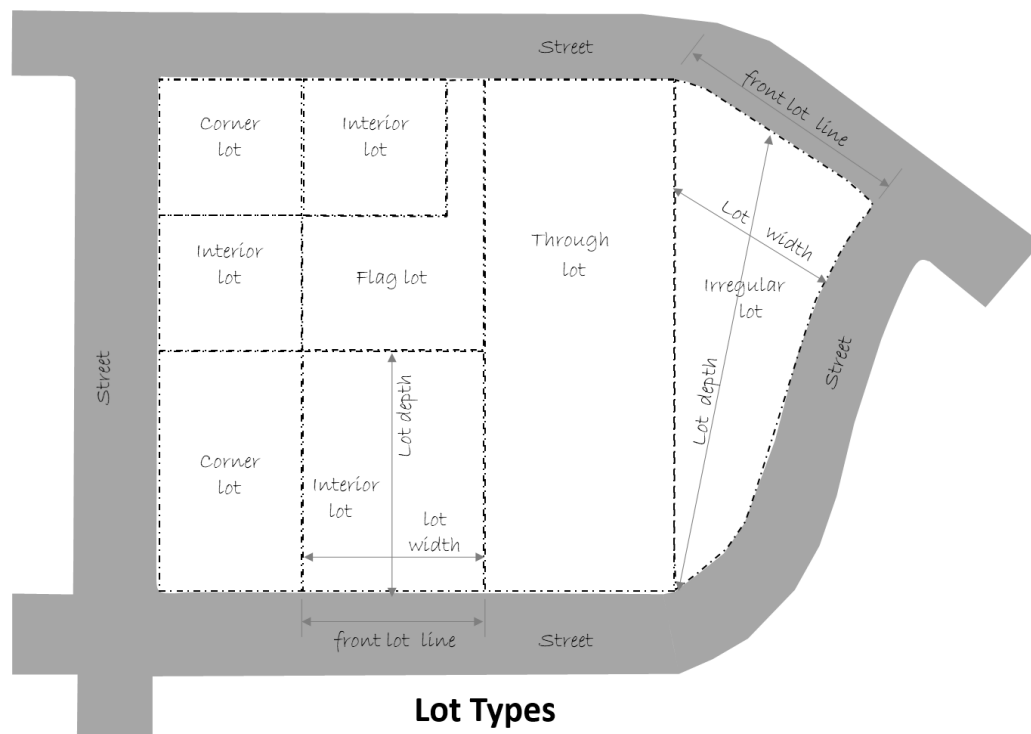 Street
front lot line
Corner
lot
Interior
lot
Lot width
Interior
lot
Flag lot
Through
lot
Irregular
lot
Street
Lot depth
Lot depth
Street
Corner
lot
Interior
lot
lot
width
front lot line
Street
Lot Types